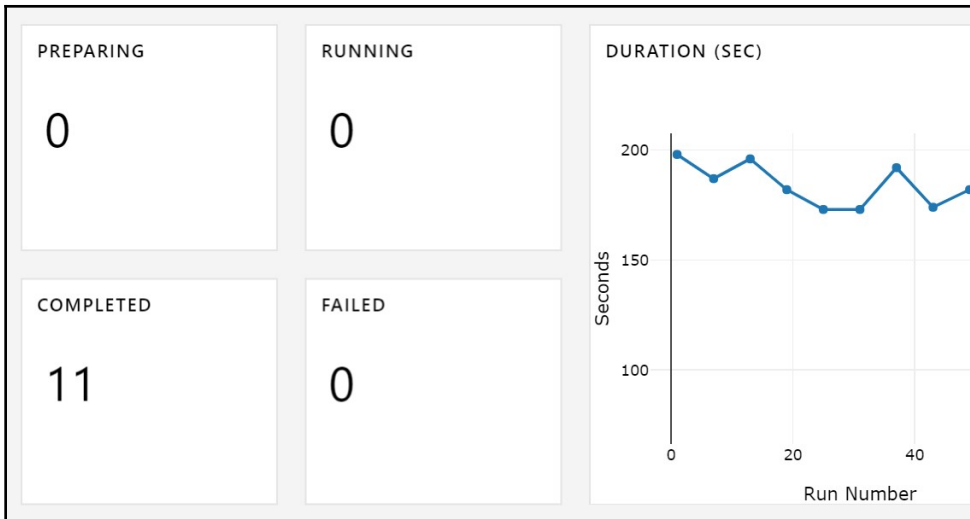 PREPARING
0
RUNNING
0
COMPLETED
11
FAILED
0
DURATION (SEC)
200
150
100
Seconds
0 20 40
Run Number